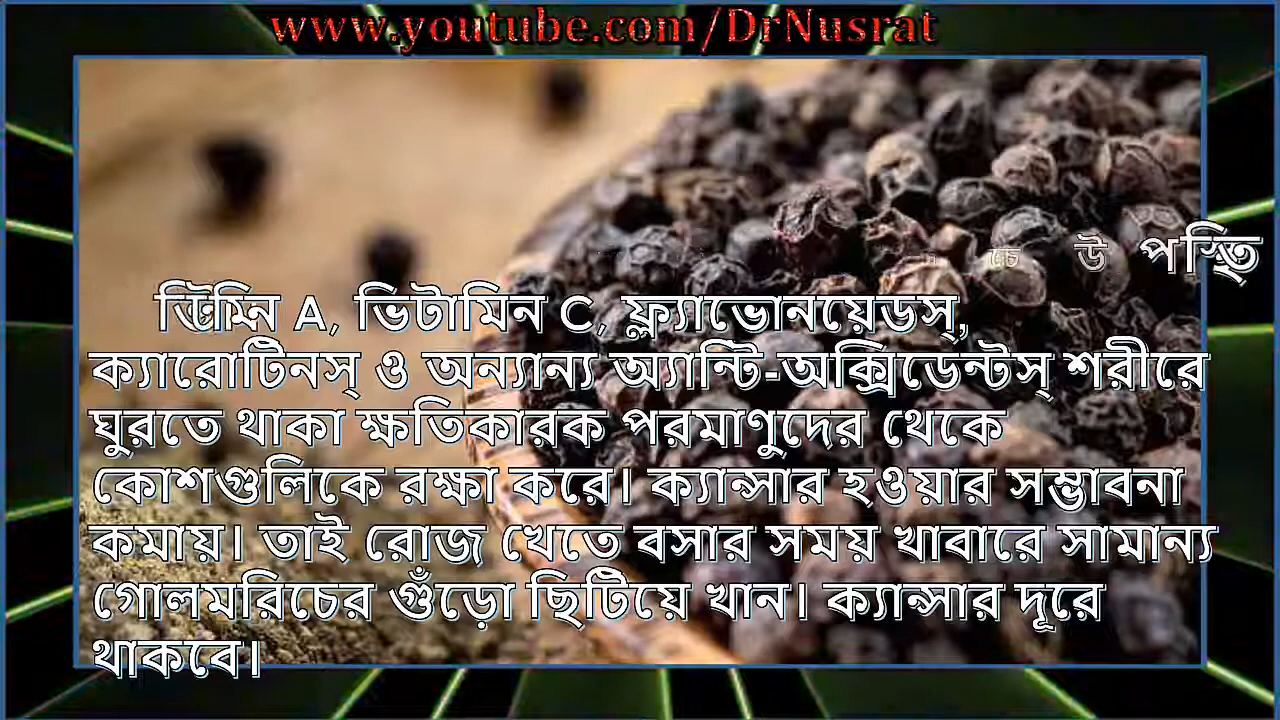 www.youtube.com/DrNusrat
উপস্থিতি
A, ভিটামিন C, ফ্ল্যাভোনয়েডস্,
ক্যারোটিনস্ ও অন্যান্য অ্যান্টি-অক্সিডেন্টস্ শরীরে
ঘুরতে থাকা ক্ষতিকারক পরমাণুদের থেকে
কোশগুলিকে রক্ষা করে। ক্যান্সার হওয়ার সম্ভাবনা
কমায়। তাই রোজ খেতে বসার সময় খাবারে সামান্য
গোলমরিচের গুঁড়ো ছিটিয়ে খান। ক্যান্সার দূরে
থাকবে।